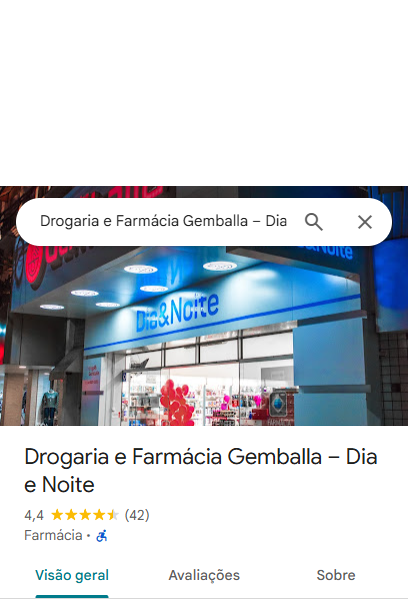 Drogaria e Farmácia Gemballa – Dia
Dia&Noite
Drogaria e Farmácia Gemballa – Dia
e Noite
4,4 (42)
Farmácia ·
Visão geral
Avaliações
Sobre